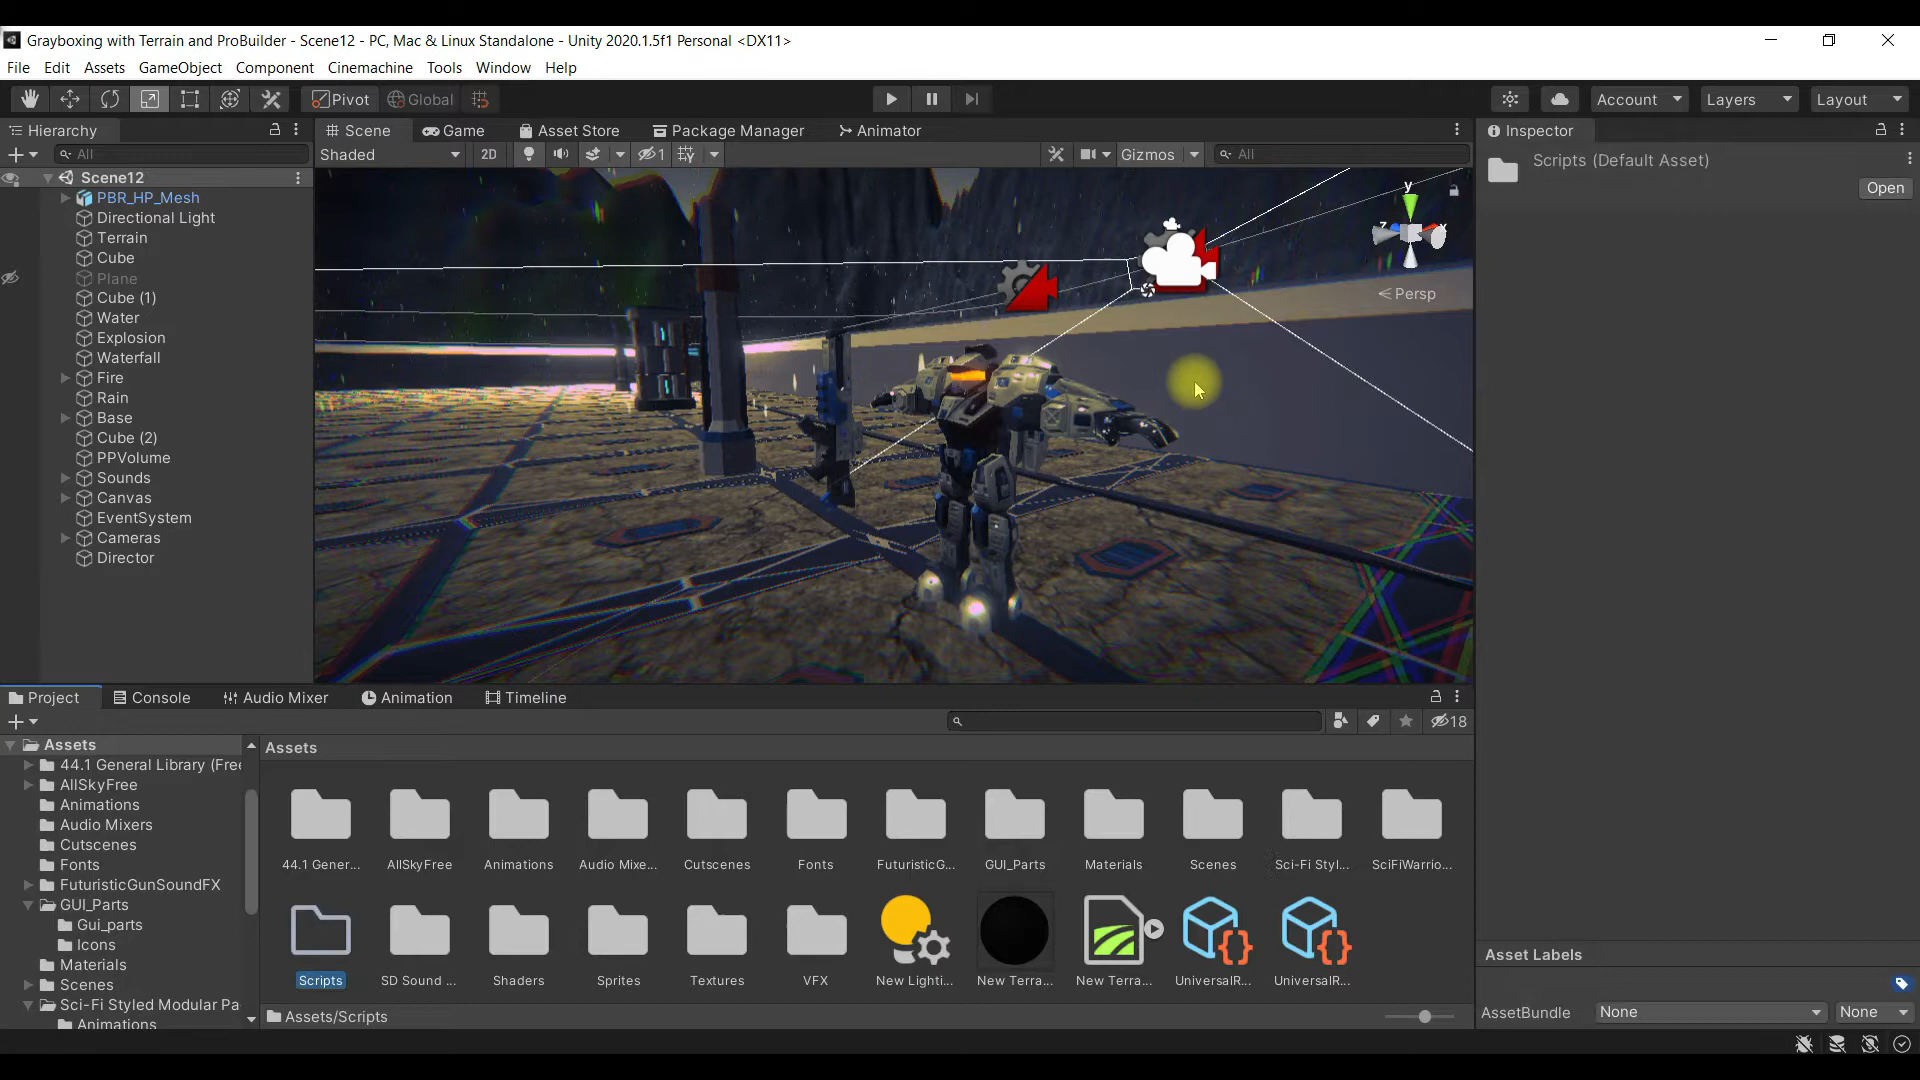 Grayboxing with Terrain and ProBuilder - Scene12 - PC, Mac & Linux Standalone - Unity 2020.1.5f1 Personal <DX11>
File Edit Assets GameObject Component Cinemachine Tools Window Help
Pivot Global Account Layers Layout
Hierarchy
All
Scene12
PBR_HP_Mesh
Directional Light
Terrain
Cube
Plane
Cube (1)
Water
Explosion
Waterfall
Fire
Rain
Base
Cube (2)
PPVolume
Sounds
Canvas
EventSystem
Cameras
Director
Scene Game Asset Store Package Manager Animator
Shaded 2D 1 Gizmos All
y
z x
Persp
Inspector
Scripts (Default Asset)
Open
Project Console Audio Mixer Animation Timeline
18
Assets
44.1 General Library (Free
AllSkyFree
Animations
Audio Mixers
Cutscenes
Fonts
FuturisticGunSoundFX
GUI_Parts
Gui_parts
Icons
Materials
Scenes
Sci-Fi Styled Modular Pa
Animations
Assets
44.1 Gener... AllSkyFree Animations Audio Mixe... Cutscenes Fonts FuturisticG... GUI_Parts Materials Scenes Sci-Fi Styl... SciFiWarrio...
Scripts SD Sound ... Shaders Sprites Textures VFX New Lighti... New Terra... New Terra... UniversalR... UniversalR...
Assets/Scripts
Asset Labels
AssetBundle None None